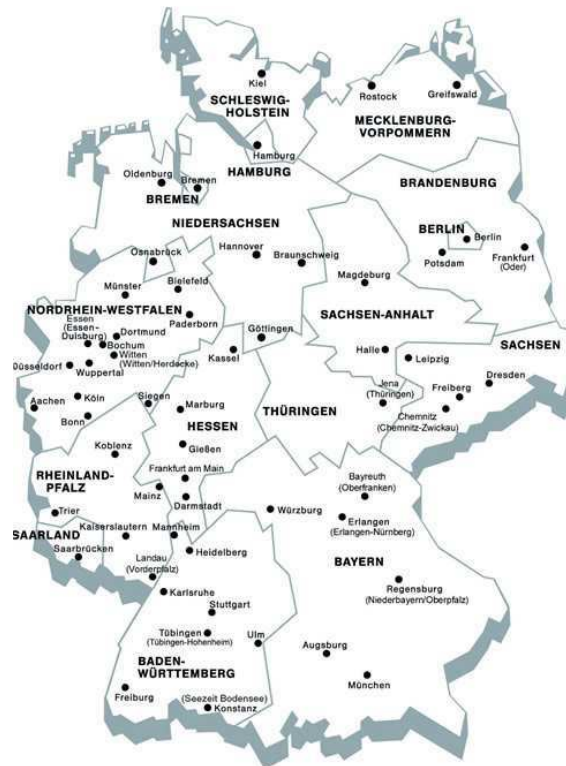 Kiel
SCHLESWIG-
HOLSTEIN
Rostock
Greifswald
MECKLENBURG-
VORPOMMERN
Hamburg
HAMBURG
Oldenburg
Bremen
BREMEN
BRANDENBURG
NIEDERSACHSEN
BERLIN
Berlin
Osnabrück
Hannover
Braunschweig
Potsdam
Frankfurt
(Oder)
Magdeburg
Münster
Bielefeld
NORDRHEIN-WESTFALEN
Essen
(Essen-
Duisburg)
Dortmund
Bochum
Witten
(Witten/Herdecke)
Paderborn
Göttingen
SACHSEN-ANHALT
SACHSEN
Düsseldorf
Wuppertal
Kassel
Halle
Leipzig
Dresden
Aachen
Köln
Bonn
Siegen
Marburg
HESSEN
THÜRINGEN
Jena
(Thüringen)
Freiberg
Chemnitz
(Chemnitz-Zwickau)
Koblenz
Gießen
Frankfurt am Main
RHEINLAND-
PFALZ
Mainz
Darmstadt
Bayreuth
(Oberfranken)
Trier
Würzburg
Erlangen
(Erlangen-Nürnberg)
SAARLAND
Kaiserslautern
Mannheim
Saarbrücken
Heidelberg
Landau
(Vorderpfalz)
BAYERN
Karlsruhe
Regensburg
(Niederbayern/Oberpfalz)
Stuttgart
Tübingen
(Tübingen-Hohenheim)
Ulm
Augsburg
BADEN-
WÜRTTEMBERG
München
Freiburg
(Seezeit Bodensee)
Konstanz